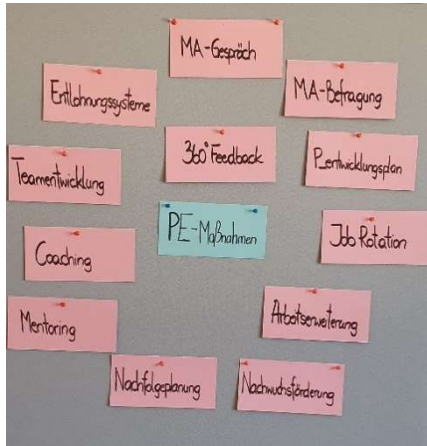 MA-Gespräch
Entlohnungssysteme
MA-Befragung
360° Feedback
P.entwicklungsplan
Teamentwicklung
PE-Maßnahmen
Job Rotation
Coaching
Mentoring
Arbeitserweiterung
Nachfolgeplanung
Nachwuchsförderung